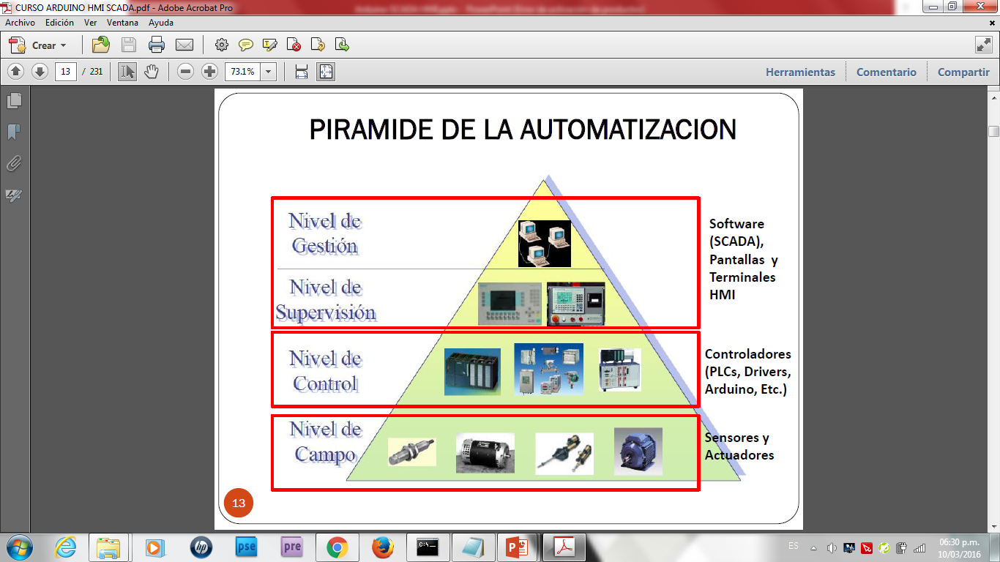 CURSO ARDUINO HMI SCADA.pdf - Adobe Acrobat Pro
Archivo Edición Ver Ventana Ayuda
Crear
13 / 231 73.1% Herramientas Comentario Compartir
PIRAMIDE DE LA AUTOMATIZACION
Nivel de
Gestión
Nivel de
Supervisión
Software
(SCADA),
Pantallas y
Terminales
HMI
Nivel de
Control
Controladores
(PLCs, Drivers,
Arduino, Etc.)
Nivel de
Campo
Sensores y
Actuadores
13
hp pse pre C:\ ES
06:30 p.m.
10/03/2016